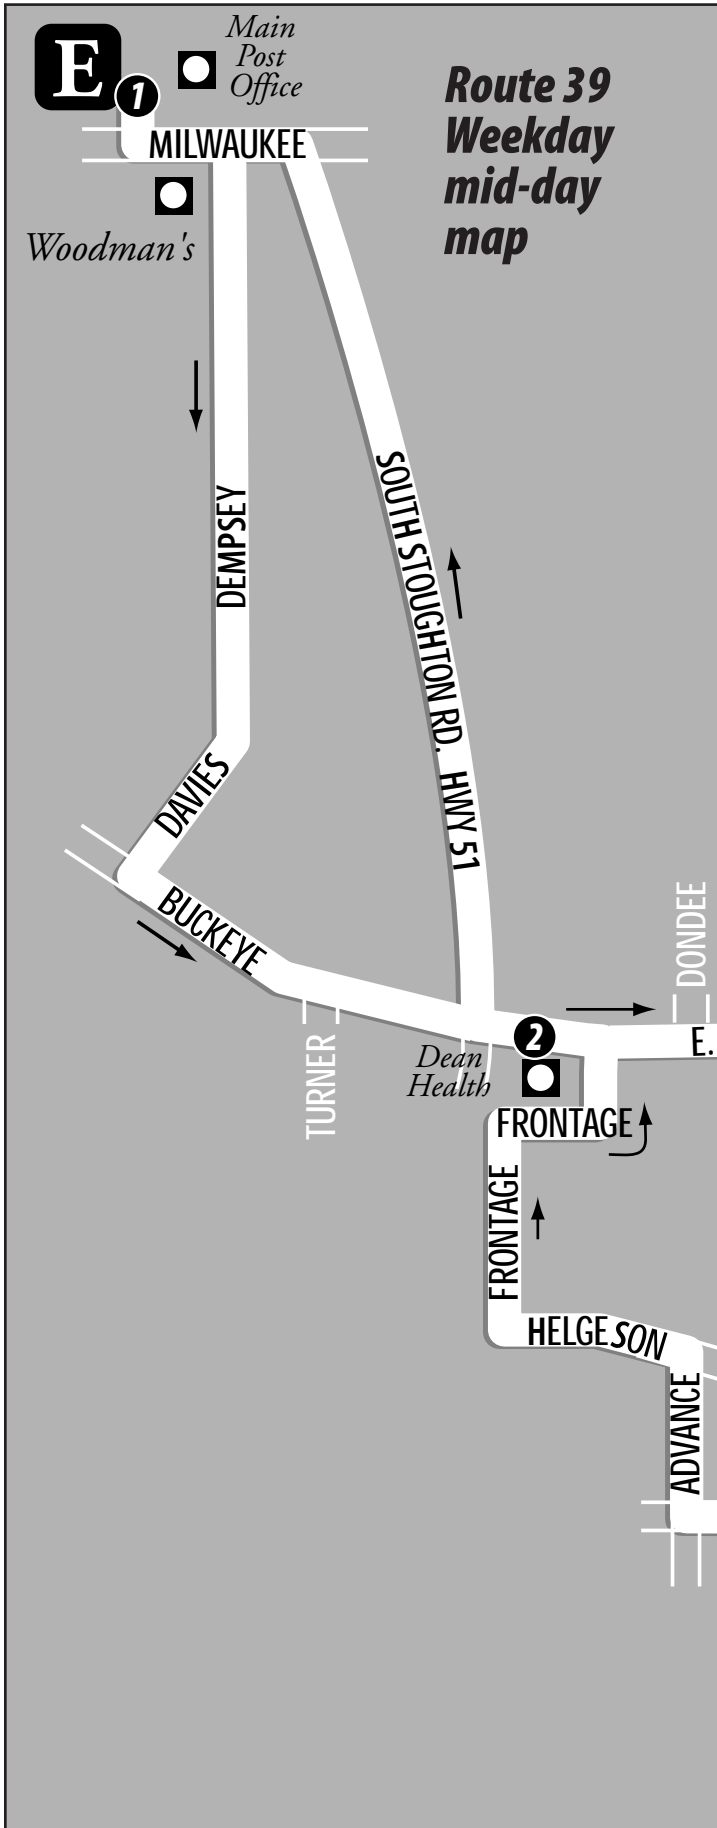 E
1
Main
Post
Office
Route 39
Weekday
mid-day
map
MILWAUKEE
Woodman's
DEMPSEY
SOUTH STOUGHTON RD. HWY 51
DAVIES
BUCKEYE
DONDEE
TURNER
2
E.
Dean
Health
FRONTAGE
FRONTAGE
HELGESON
ADVANCE